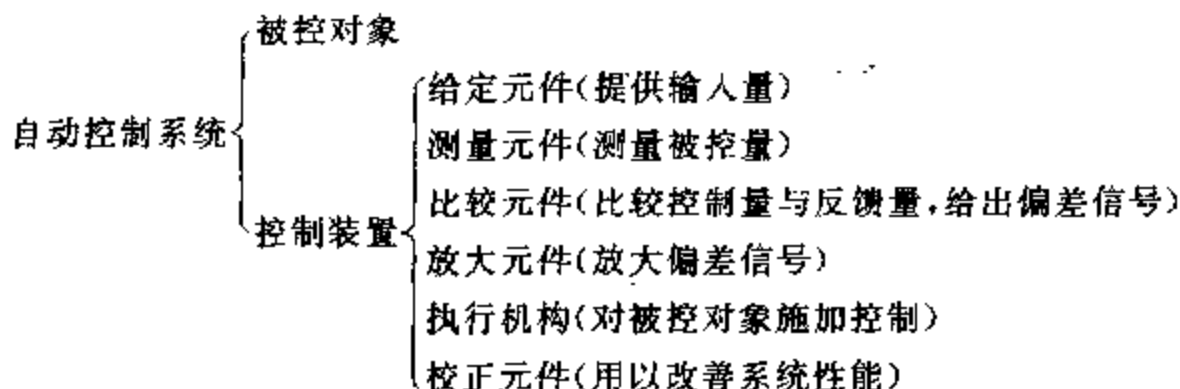 被控对象
给定元件(提供输入量)
自动控制系统
测量元件(测量被控量)
比较元件(比较控制量与反馈量,给出偏差信号)
控制装置
放大元件(放大偏差信号)
执行机构(对被控对象施加控制)
校正元件(用以改善系统性能)